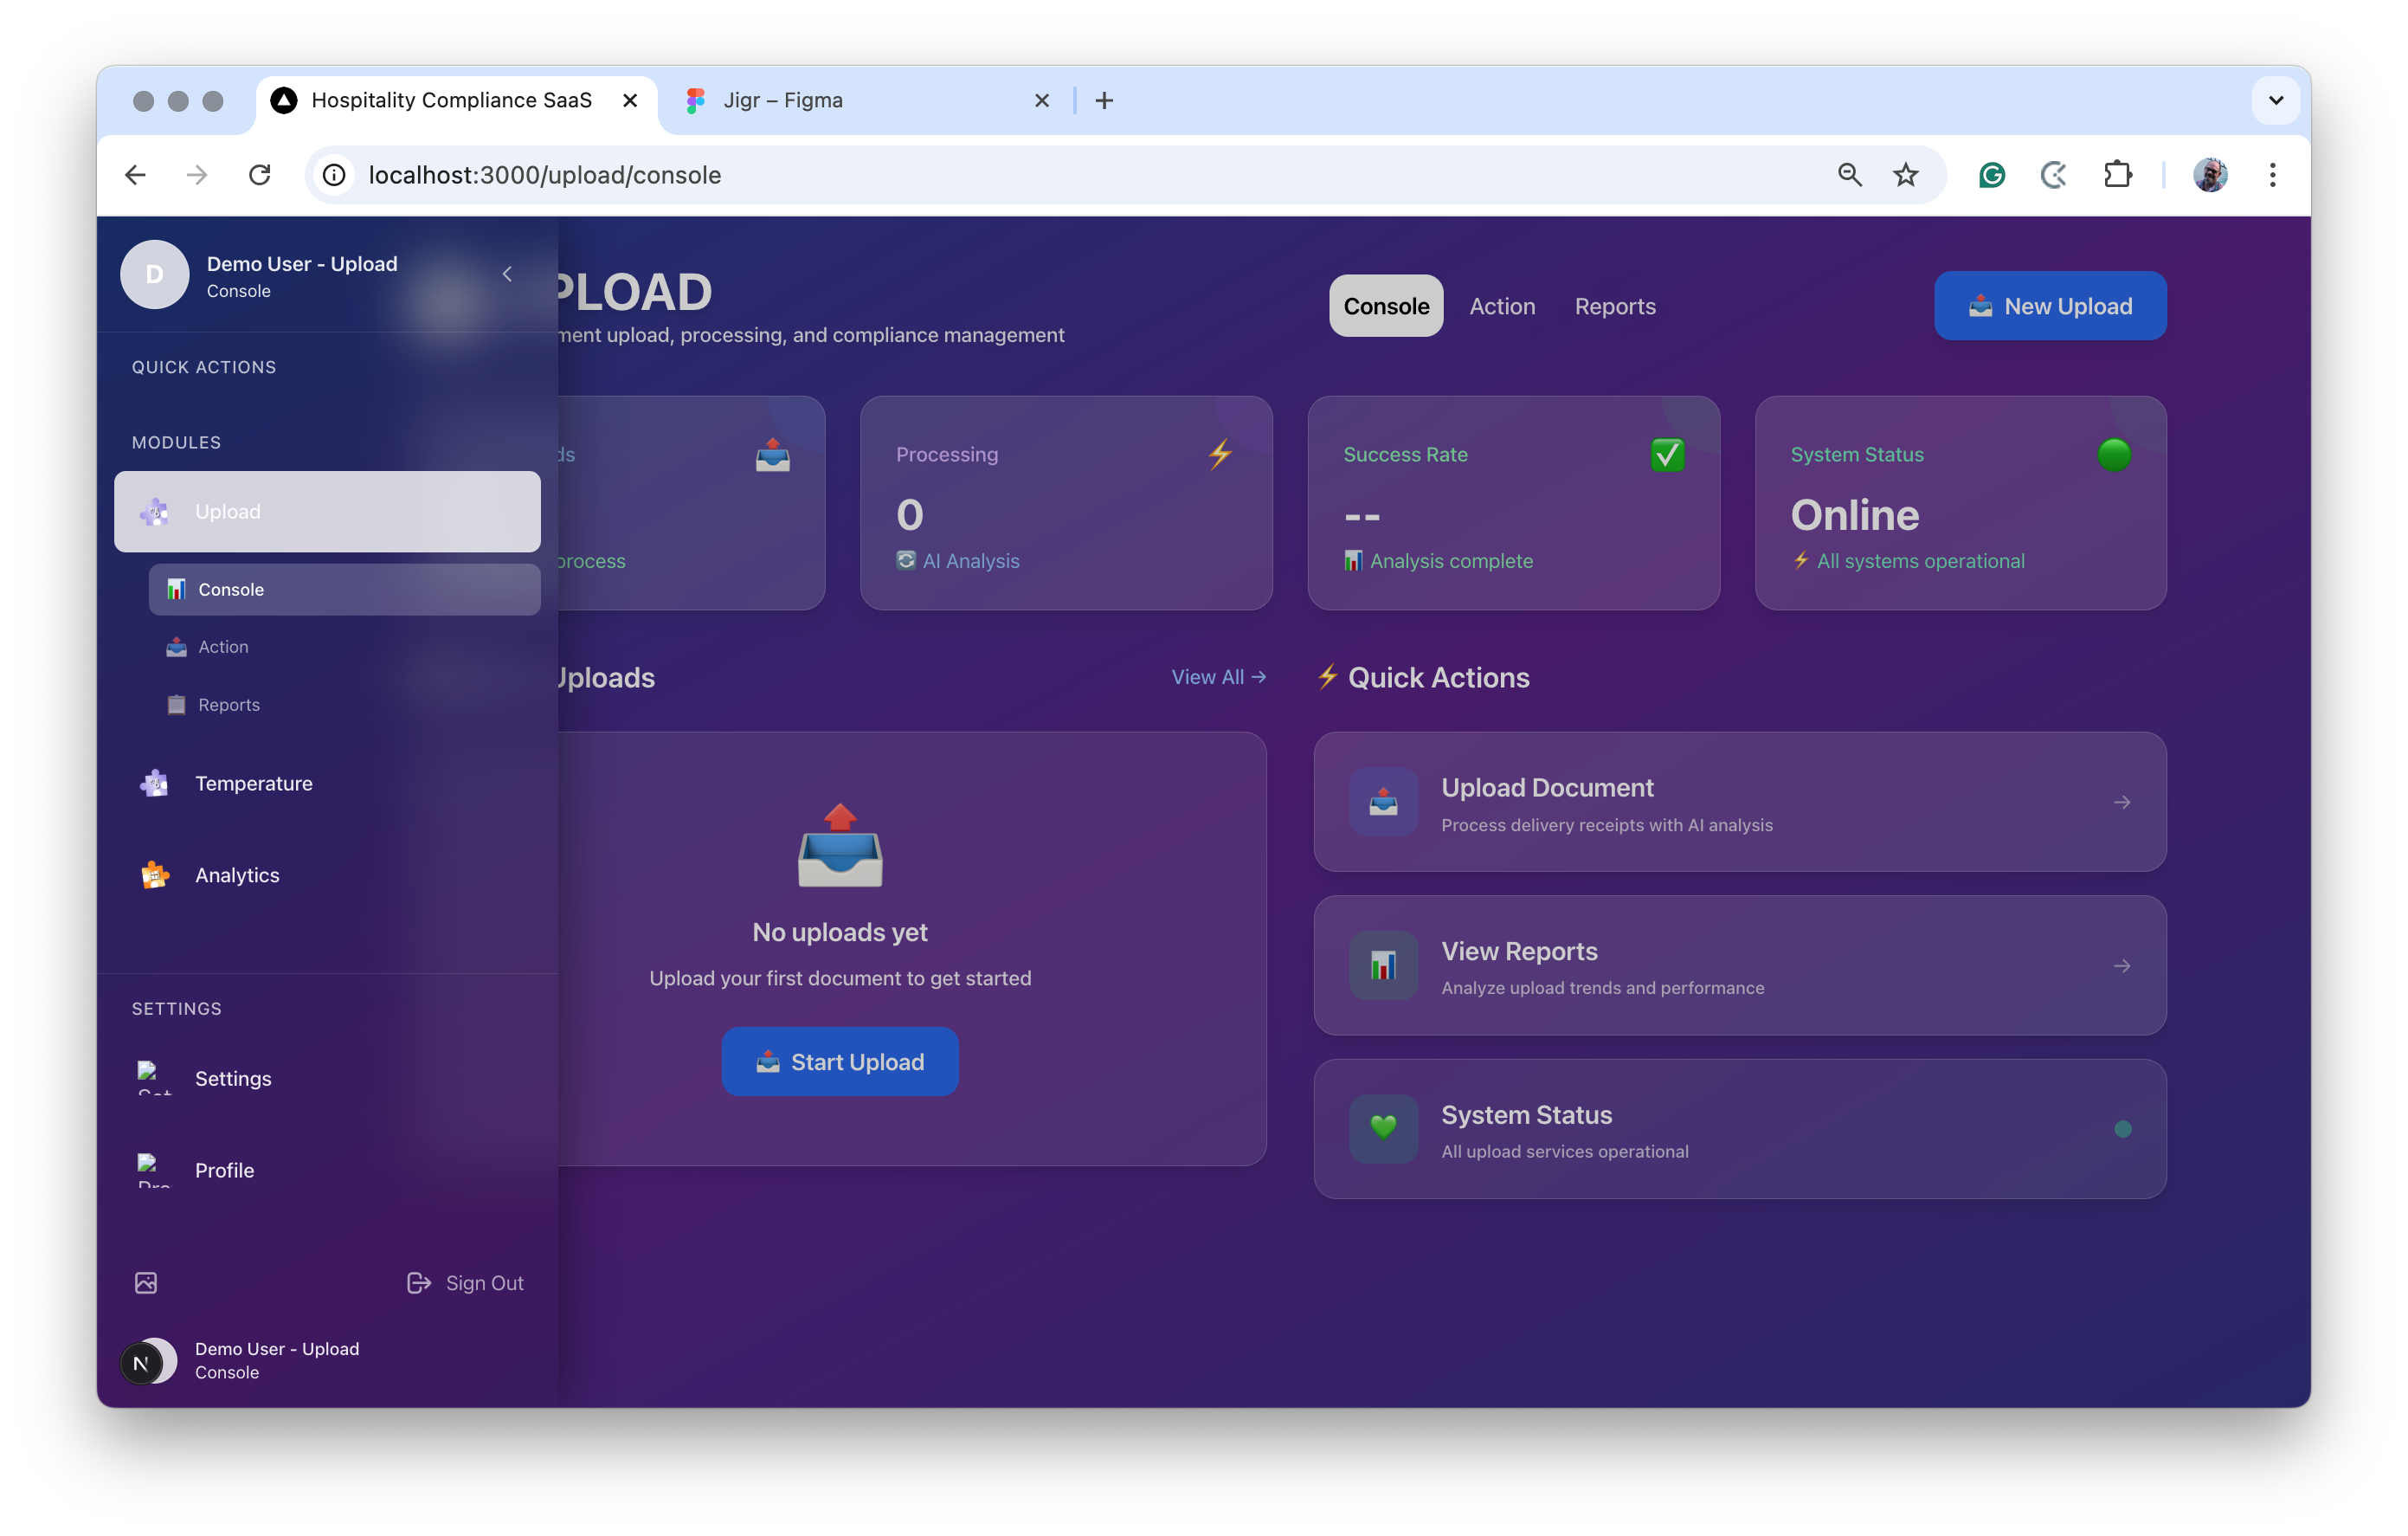 Hospitality Compliance SaaS
Jigr – Figma
localhost:3000/upload/console
D
Demo User - Upload
Console
PLOAD
ment upload, processing, and compliance management
Console
Action
Reports
New Upload
QUICK ACTIONS
MODULES
Upload
Console
Action
Reports
Temperature
Analytics
SETTINGS
Settings
Profile
Sign Out
N
Demo User - Upload
Console
ds
process
Processing
0
AI Analysis
Success Rate
--
Analysis complete
System Status
Online
All systems operational
Uploads
View All →
No uploads yet
Upload your first document to get started
Start Upload
Quick Actions
Upload Document
Process delivery receipts with AI analysis
View Reports
Analyze upload trends and performance
System Status
All upload services operational